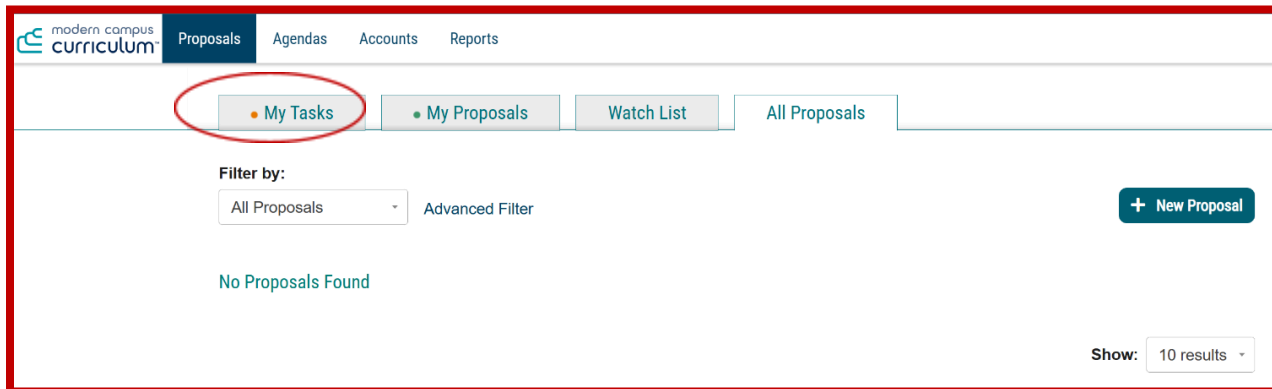 modern campus
curriculum™
Proposals Agendas Accounts Reports
My Tasks My Proposals Watch List All Proposals
Filter by:
All Proposals Advanced Filter
+ New Proposal
No Proposals Found
Show: 10 results